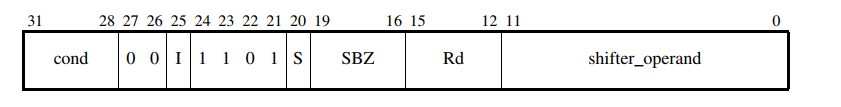 31 28 27 26 25 24 23 22 21 20 19 16 15 12 11 0
cond 0 0 I 1 1 0 1 S SBZ Rd shifter_operand